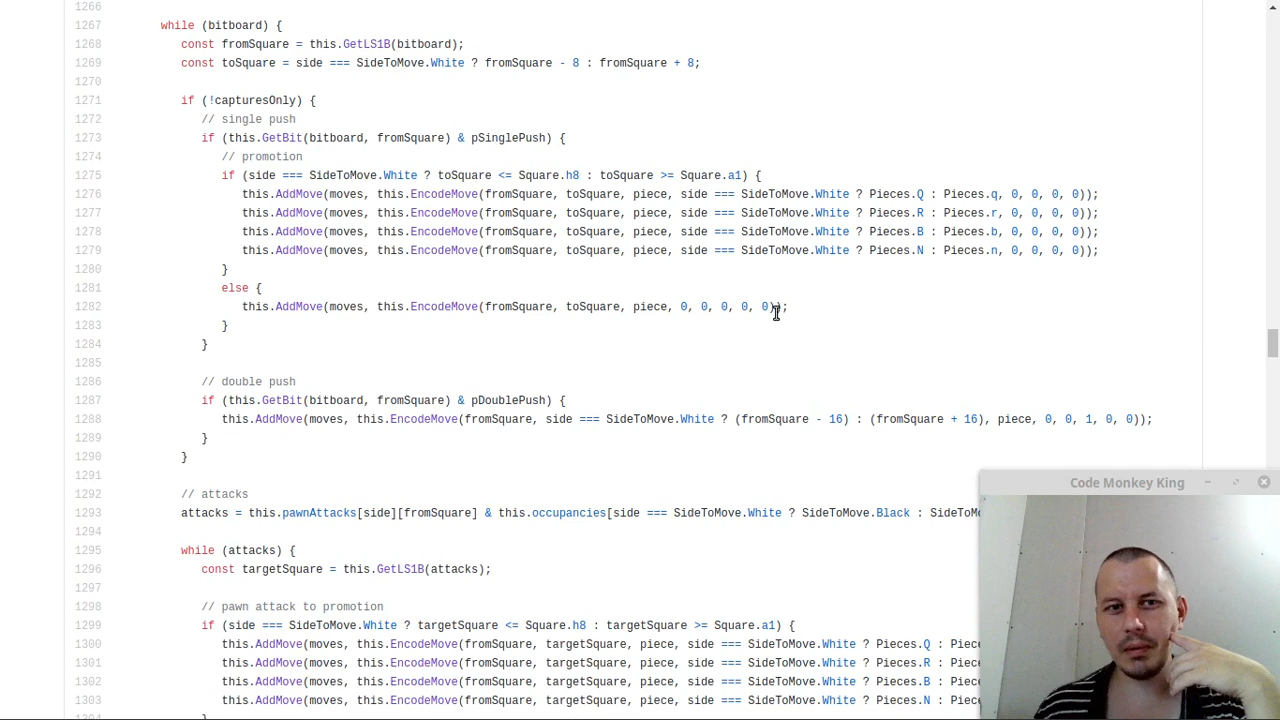 1266
1267 while (bitboard) {
1268 const fromSquare = this.GetLS1B(bitboard);
1269 const toSquare = side === SideToMove.White ? fromSquare - 8 : fromSquare + 8;
1270
1271 if (!capturesOnly) {
1272 // single push
1273 if (this.GetBit(bitboard, fromSquare) & pSinglePush) {
1274 // promotion
1275 if (side === SideToMove.White ? toSquare <= Square.h8 : toSquare >= Square.a1) {
1276 this.AddMove(moves, this.EncodeMove(fromSquare, toSquare, piece, side === SideToMove.White ? Pieces.Q : Pieces.q, 0, 0, 0, 0));
1277 this.AddMove(moves, this.EncodeMove(fromSquare, toSquare, piece, side === SideToMove.White ? Pieces.R : Pieces.r, 0, 0, 0, 0));
1278 this.AddMove(moves, this.EncodeMove(fromSquare, toSquare, piece, side === SideToMove.White ? Pieces.B : Pieces.b, 0, 0, 0, 0));
1279 this.AddMove(moves, this.EncodeMove(fromSquare, toSquare, piece, side === SideToMove.White ? Pieces.N : Pieces.n, 0, 0, 0, 0));
1280 }
1281 else {
1282 this.AddMove(moves, this.EncodeMove(fromSquare, toSquare, piece, 0, 0, 0, 0, 0));
1283 }
1284 }
1285
1286 // double push
1287 if (this.GetBit(bitboard, fromSquare) & pDoublePush) {
1288 this.AddMove(moves, this.EncodeMove(fromSquare, side === SideToMove.White ? (fromSquare - 16) : (fromSquare + 16), piece, 0, 0, 1, 0, 0));
1289 }
1290 }
1291
1292 // attacks
1293 attacks = this.pawnAttacks[side][fromSquare] & this.occupancies[side === SideToMove.White ? SideToMove.Black : SideToM
1294
1295 while (attacks) {
1296 const targetSquare = this.GetLS1B(attacks);
1297
1298 // pawn attack to promotion
1299 if (side === SideToMove.White ? targetSquare <= Square.h8 : targetSquare >= Square.a1) {
1300 this.AddMove(moves, this.EncodeMove(fromSquare, targetSquare, piece, side === SideToMove.White ? Pieces.Q : Piece
1301 this.AddMove(moves, this.EncodeMove(fromSquare, targetSquare, piece, side === SideToMove.White ? Pieces.R : Piece
1302 this.AddMove(moves, this.EncodeMove(fromSquare, targetSquare, piece, side === SideToMove.White ? Pieces.B : Piece
1303 this.AddMove(moves, this.EncodeMove(fromSquare, targetSquare, piece, side === SideToMove.White ? Pieces.N : Piece
Code Monkey King